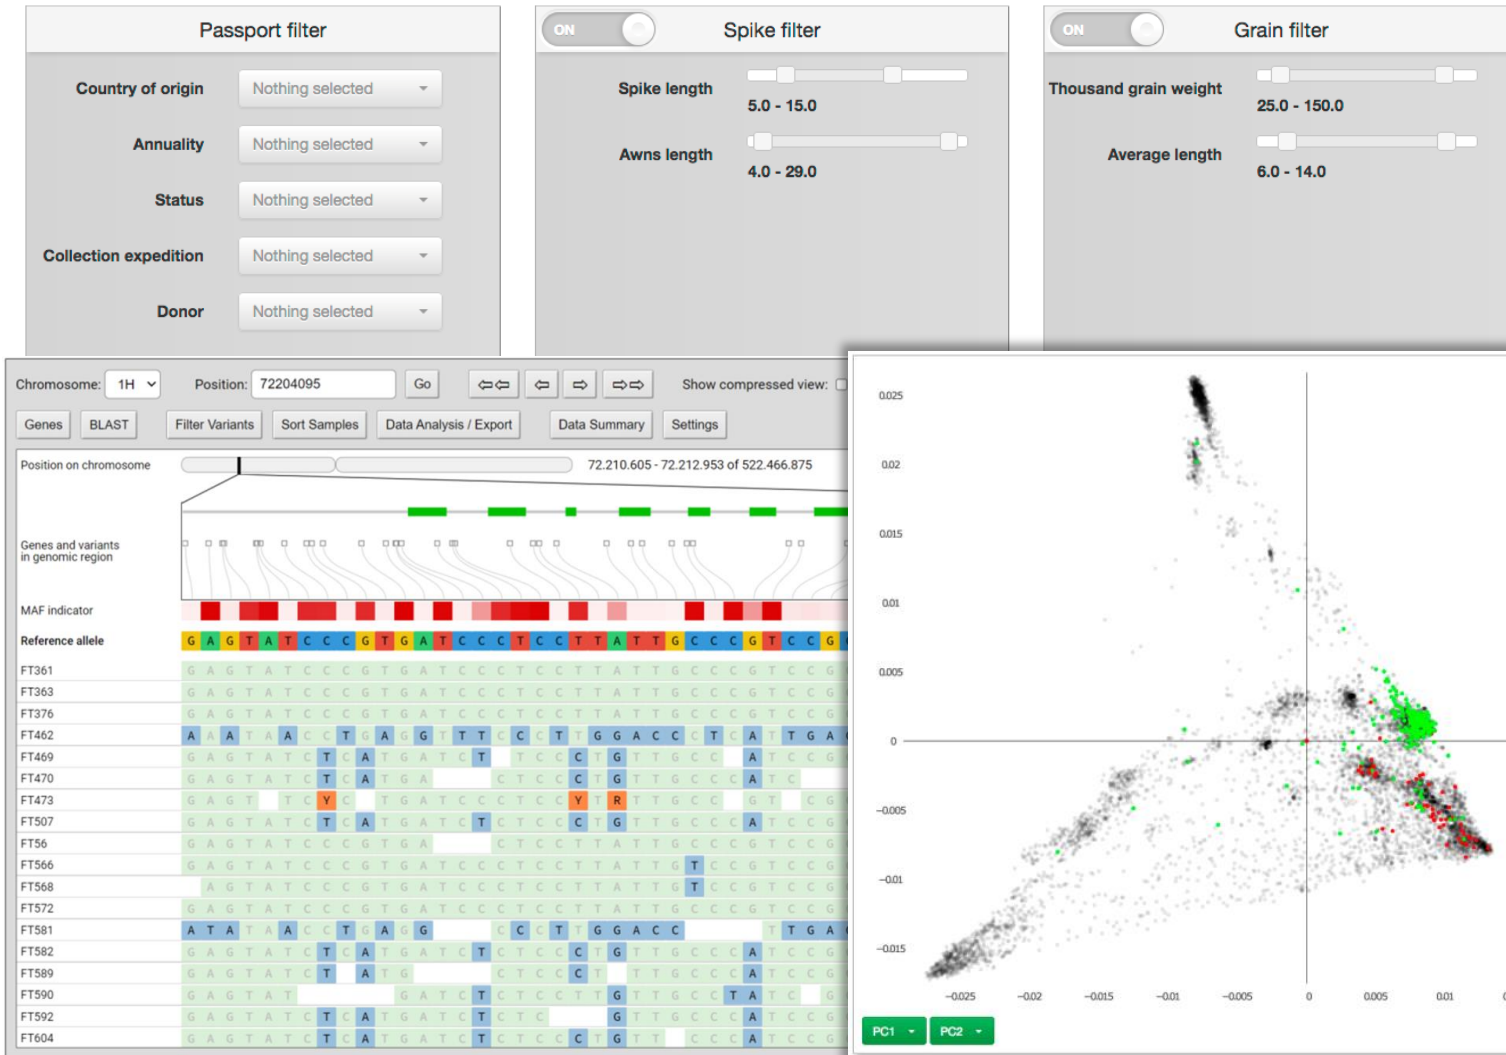 Passport filter
Country of origin Nothing selected
Annuality Nothing selected
Status Nothing selected
Collection expedition Nothing selected
Donor Nothing selected
ON Spike filter
Spike length
5.0 - 15.0
Awns length
4.0 - 29.0
ON Grain filter
Thousand grain weight
25.0 - 150.0
Average length
6.0 - 14.0
Chromosome: 1H Position: 72204095 Go Show compressed view:
Genes BLAST Filter Variants Sort Samples Data Analysis / Export Data Summary Settings
Position on chromosome 72.210.605 - 72.212.953 of 522.466.875
Genes and variants
in genomic region
MAF indicator
Reference allele G A G T A T C C C G T G A T C C C T C C T T A T T G C C C G T C C G
FT361 G A G T A T C C C G T G A T C C C T C C T T A T T G C C C G T C C G
FT363 G A G T A T C C C G T G A T C C C T C C T T A T T G C C C G T C C G
FT376 G A G T A T C C C G T G A T C C C T C C T T A T T G C C C G T C C G
FT462 A A A T A A C C T G A G G T T T C C C T T G G A C C C T C A T T G A G
FT469 G A G T A T C T C A T G A T C T T C C C T G T T G C C A T C C G
FT470 G A G T A T C T C A T G A C T C C C T G T T G C C C A T C
FT473 G A G T T C Y C T G A T C C C T C C Y T R T T G C C G T C G
FT507 G A G T A T C T C A T G A T C T C T C C C T G T T G C C C A T C C G
FT56 G A G T A T C C C G T G A C T C C T T A T T G C C C G T C C G
FT566 G A G T A T C C C G T G A T C C C T C C T T A T T G T C C G T C C G
FT568 A G T A T C C C G T G A T C C C T C C T T A T T G T C C G T C C G
FT572 G A G T A T C C C G T G A T C C C T C C T T A T T G C C C G T C C G
FT581 A T A T A A C C T G A G G C C C T T G G A C C T T G A G
FT582 G A G T A T C T C A T G A T C T C T C C C T G T T G C C C A T C C G
FT589 G A G T A T C T A T G C T C C C T T T G C C C A T C C G
FT590 G A G T A T G A T C T C T C C T T G T T G C C T A T C G
FT592 G A G T A T C T C A T G A T C T C T C G T T G C C C A T C C G
FT604 G A G T A T C T C A T G A T C T C T C C C T G T T C C C A T C C G
0.025
0.02
0.015
0.01
0.005
0
−0.005
−0.01
−0.015
−0.025 −0.02 −0.015 −0.01 −0.005 0 0.005 0.01
PC1 PC2